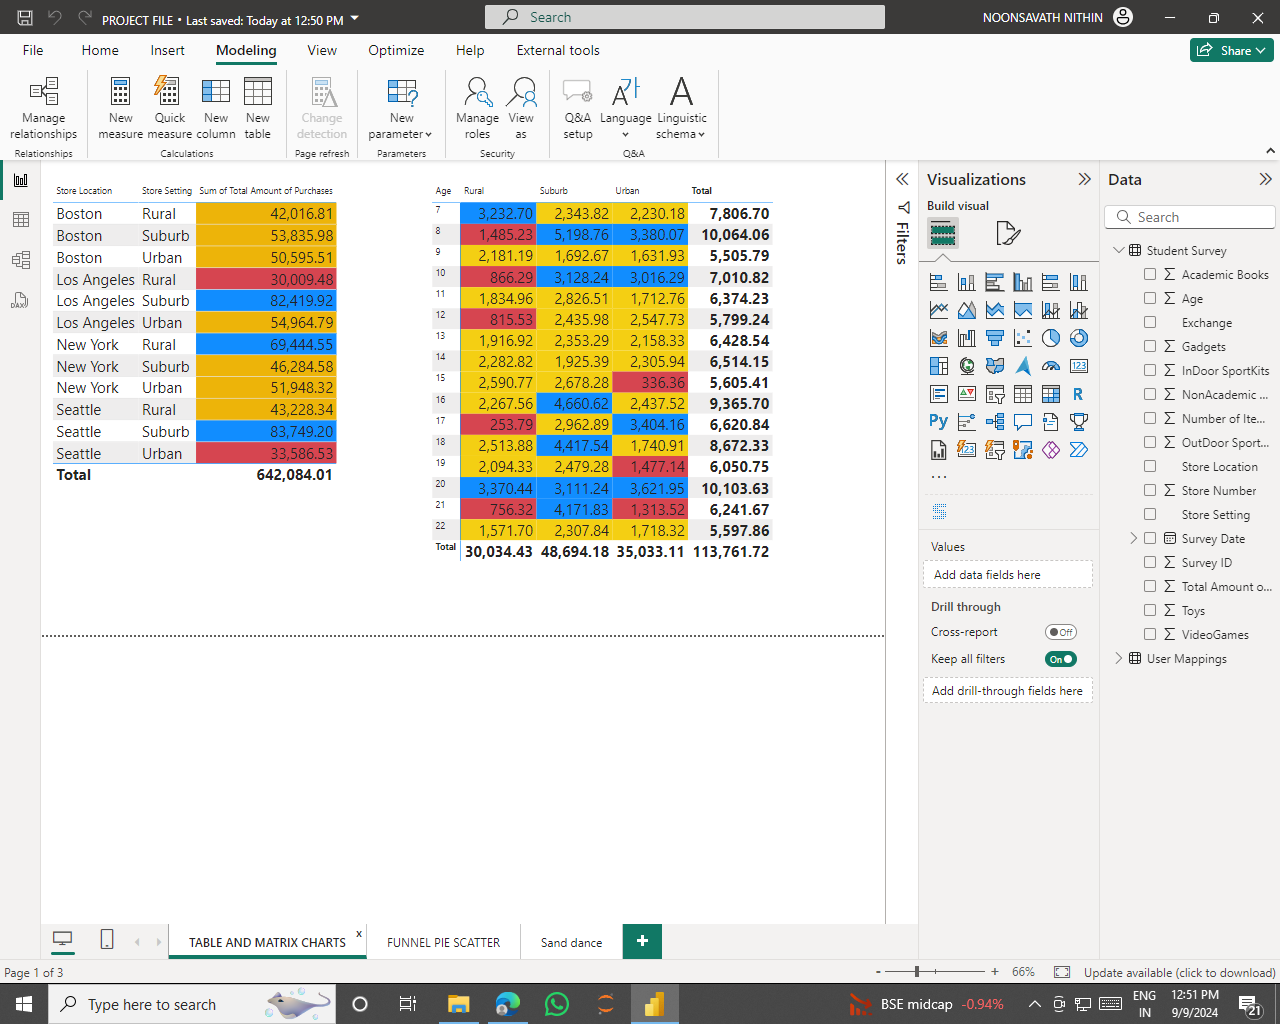 PROJECT FILE • Last saved: Today at 12:50 PM
Search
NOONSAVATH NITHIN
File Home Insert Modeling View Optimize Help External tools
Share
Manage relationships
New measure
Quick measure
New column
New table
Change detection
New parameter
Manage roles
View as
Q&A setup
Language
Linguistic schema
Relationships
Calculations
Page refresh
Parameters
Security
Q&A
Store Location Store Setting Sum of Total Amount of Purchases
Boston Rural 42,016.81
Boston Suburb 53,835.98
Boston Urban 50,595.51
Los Angeles Rural 30,009.48
Los Angeles Suburb 82,419.92
Los Angeles Urban 54,964.79
New York Rural 69,444.55
New York Suburb 46,284.58
New York Urban 51,948.32
Seattle Rural 43,228.34
Seattle Suburb 83,749.20
Seattle Urban 33,586.53
Total 642,084.01
Age Rural Suburb Urban Total
7 3,232.70 2,343.82 2,230.18 7,806.70
8 1,485.23 5,198.76 3,380.07 10,064.06
9 2,181.19 1,692.67 1,631.93 5,505.79
10 866.29 3,128.24 3,016.29 7,010.82
11 1,834.96 2,826.51 1,712.76 6,374.23
12 815.53 2,435.98 2,547.73 5,799.24
13 1,916.92 2,353.29 2,158.33 6,428.54
14 2,282.82 1,925.39 2,305.94 6,514.15
15 2,590.77 2,678.28 336.36 5,605.41
16 2,267.56 4,660.62 2,437.52 9,365.70
17 253.79 2,962.89 3,404.16 6,620.84
18 2,513.88 4,417.54 1,740.91 8,672.33
19 2,094.33 2,479.28 1,477.14 6,050.75
20 3,370.44 3,111.24 3,621.95 10,103.63
21 756.32 4,171.83 1,313.52 6,241.67
22 1,571.70 2,307.84 1,718.32 5,597.86
Total 30,034.43 48,694.18 35,033.11 113,761.72
Filters
Visualizations
Build visual
123
R
Py
...
Values
Add data fields here
Drill through
Cross-report Off
Keep all filters On
Add drill-through fields here
Data
Search
Student Survey
Academic Books
Age
Exchange
Gadgets
InDoor SportKits
NonAcademic ...
Number of Ite...
OutDoor Sport...
Store Location
Store Number
Store Setting
Survey Date
Survey ID
Total Amount o...
Toys
VideoGames
User Mappings
TABLE AND MATRIX CHARTS x
FUNNEL PIE SCATTER
Sand dance
+
Page 1 of 3
- + 66%
Update available (click to download)
Type here to search
BSE midcap -0.94%
ENG
IN
12:51 PM
9/9/2024
21